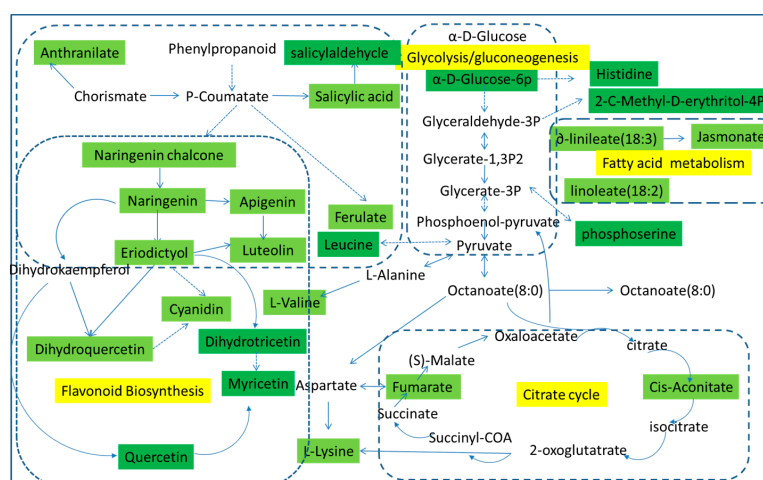 α-D-Glucose
Phenylpropanoid
salicylaldehycle
Glycolysis/gluconeogenesis
Anthranilate
α-D-Glucose-6p
Histidine
Chorismate
P-Coumatate
Salicylic acid
2-C-Methyl-D-erythritol-4P
Glyceraldehyde-3P
∂-linileate(18:3)
Jasmonate
Naringenin chalcone
Glycerate-1,3P2
Fatty acid metabolism
Naringenin
Apigenin
Glycerate-3P
linoleate(18:2)
Ferulate
Phosphoenol-pyruvate
Leucine
phosphoserine
Eriodictyol
Luteolin
Pyruvate
Dihydrokaempferol
L-Alanine
Octanoate(8:0)
Octanoate(8:0)
Cyanidin
L-Valine
Dihydroquercetin
Dihydrotricetin
Oxaloacetate
citrate
(S)-Malate
Flavonoid Biosynthesis
Myricetin
Aspartate
Fumarate
Citrate cycle
Cis-Aconitate
Succinate
isocitrate
Succinyl-COA
Quercetin
L-Lysine
2-oxoglutatrate